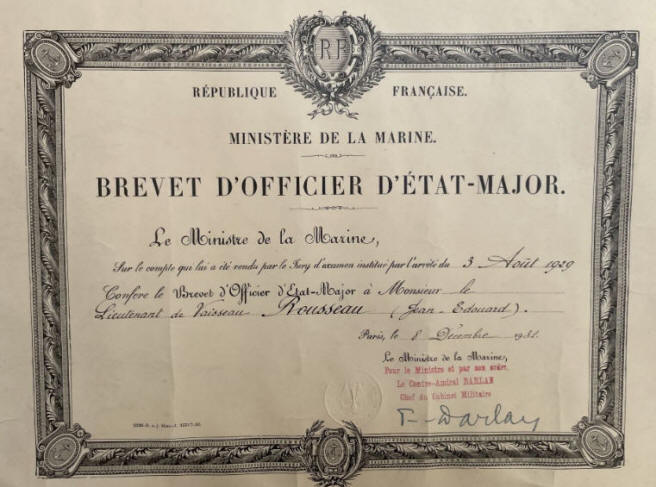 RF
RÉPUBLIQUE FRANÇAISE.
MINISTÈRE DE LA MARINE.
BREVET D'OFFICIER D'ÉTAT-MAJOR.
Le Ministre de la Marine,
Sur le compte qui lui a été rendu par le Jury d'examen institué par l'arrêté du 3 Août 1929
Confère le Brevet d'Officier d'Etat-Major à Monsieur le
Lieutenant de Vaisseau Rousseau (Jean-Edouard).
Paris, le 8 Décembre 1931.
Le Ministre de la Marine,
Pour le Ministre et par son ordre,
Le Contre-Amiral DARLAN
Chef du Cabinet Militaire
F. Darlan